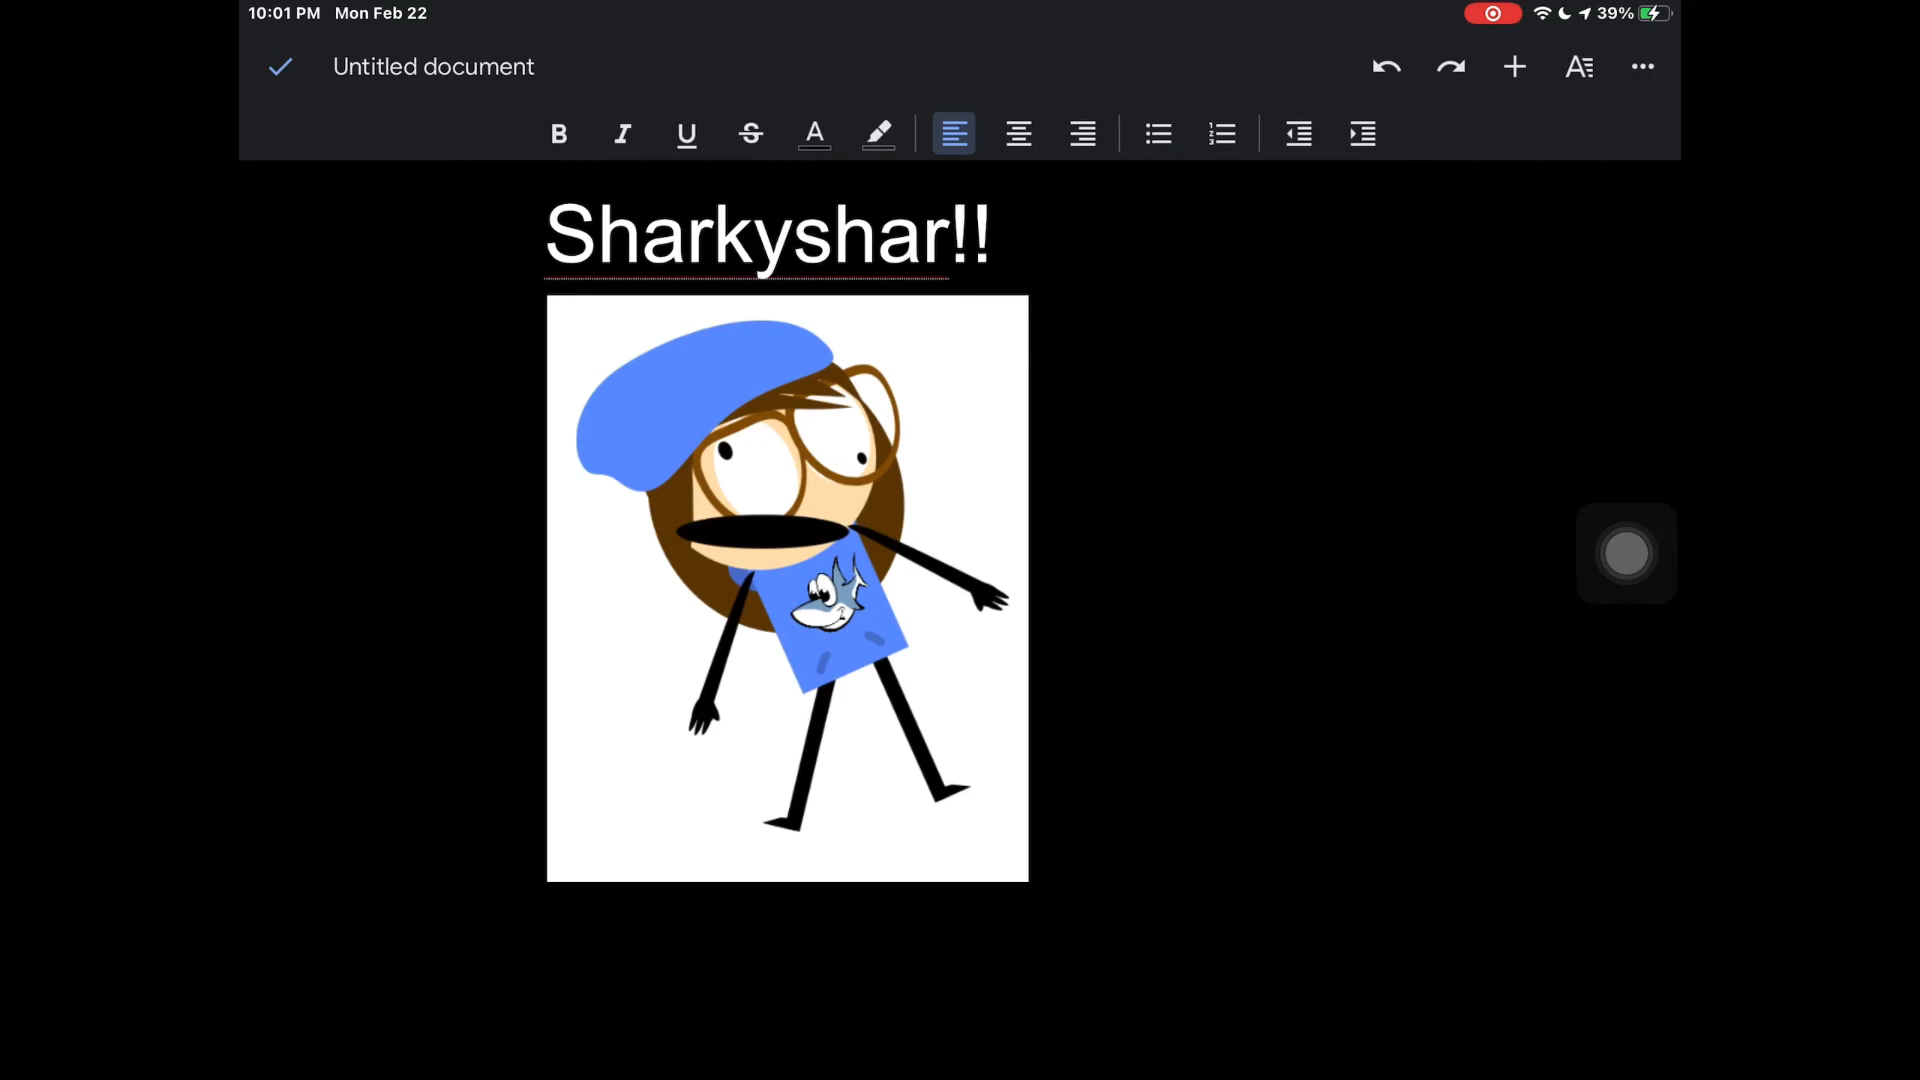 10:01 PM Mon Feb 22
39%
Untitled document
B I U S A
Sharkyshar!!